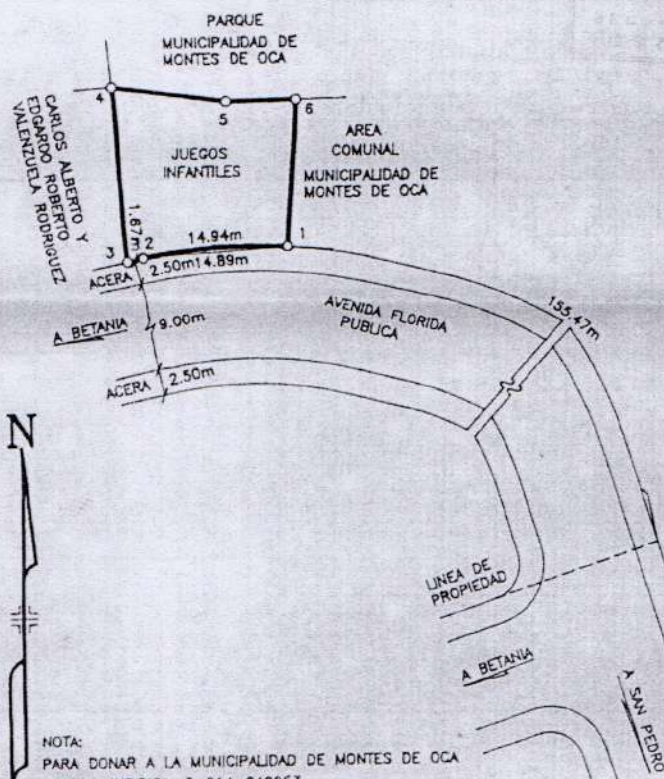 PARQUE
MUNICIPALIDAD DE
MONTES DE OCA
4
5
6
CARLOS ALBERTO Y
EDGARDO ROBERTO
VALENZUELA RODRIGUEZ
JUEGOS
INFANTILES
AREA
COMUNAL
MUNICIPALIDAD DE
MONTES DE OCA
1.67m
14.94m
1
3
2
ACERA
2.50m
14.89m
AVENIDA FLORIDA
PUBLICA
155.47m
A BETANIA
9.00m
ACERA
2.50m
N
LINEA DE
PROPIEDAD
A BETANIA
A SAN PEDRO
NOTA:
PARA DONAR A LA MUNICIPALIDAD DE MONTES DE OCA